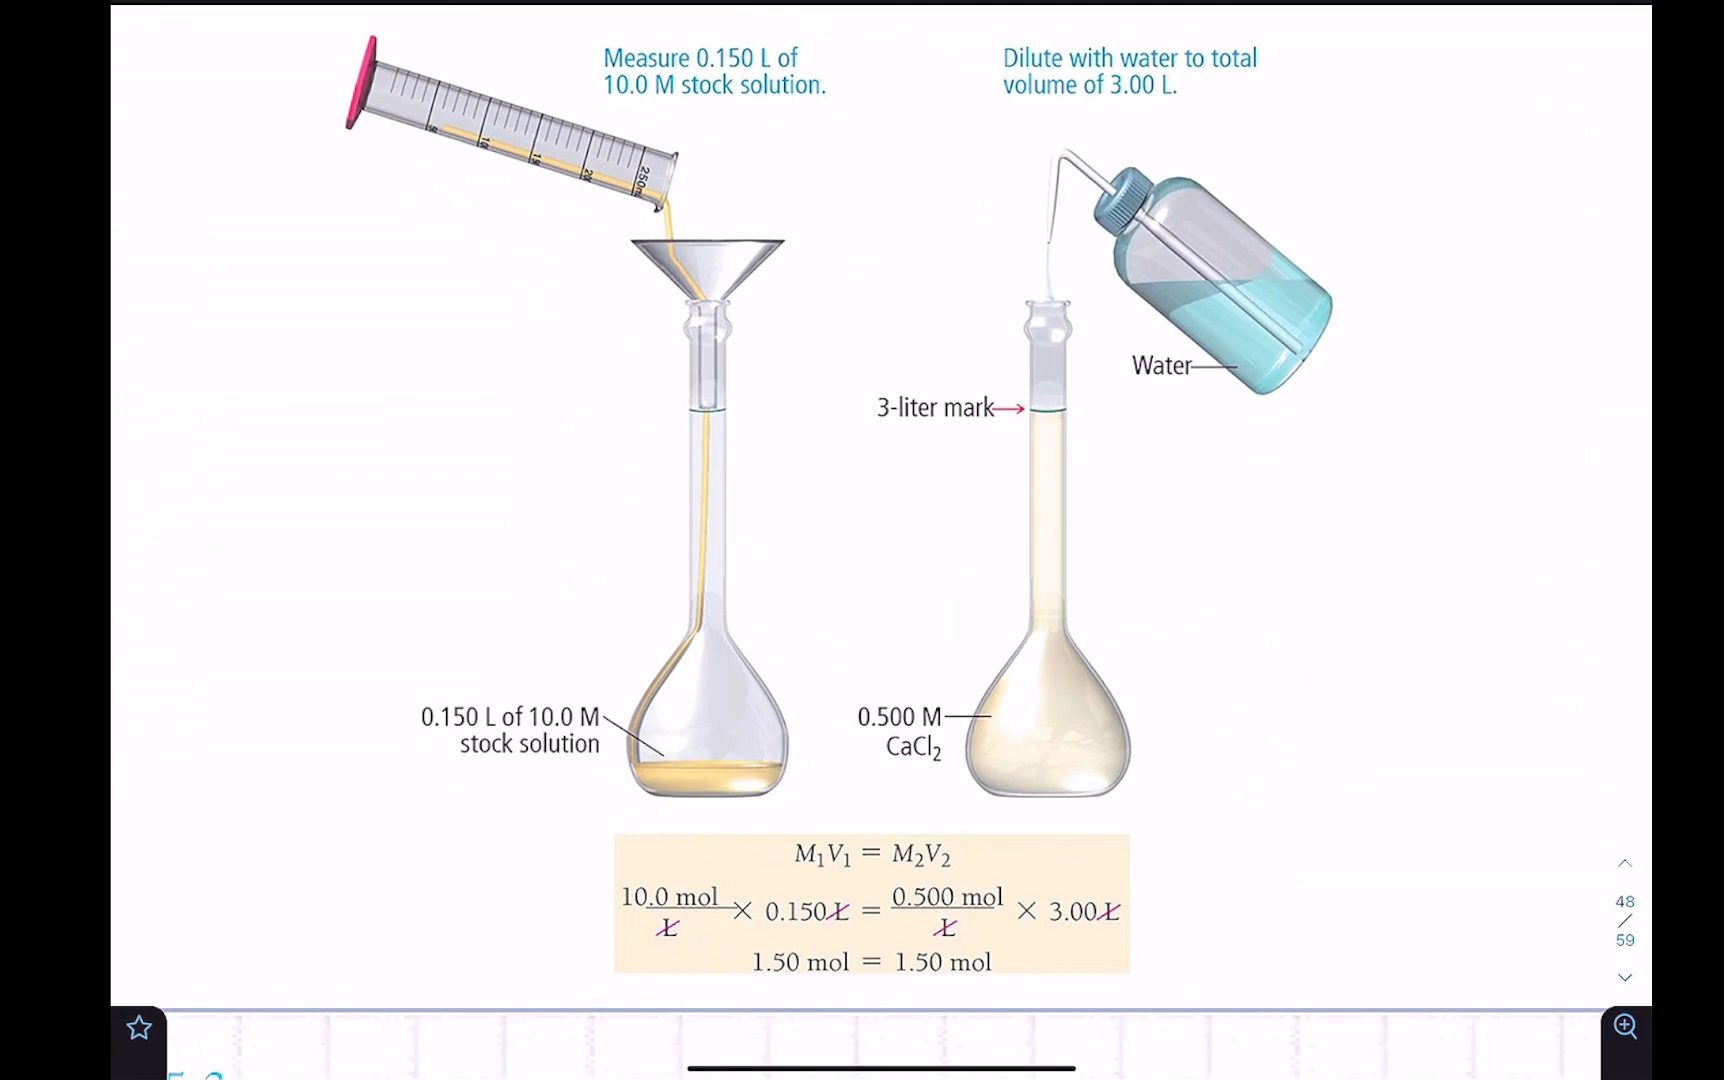 Measure 0.150 L of
10.0 M stock solution.
Dilute with water to total
volume of 3.00 L.
Water
3-liter mark
0.150 L of 10.0 M
stock solution
0.500 M
CaCl₂
M₁V₁ = M₂V₂
10.0 mol/L × 0.150 L = 0.500 mol/L × 3.00 L
1.50 mol = 1.50 mol
48
/
59